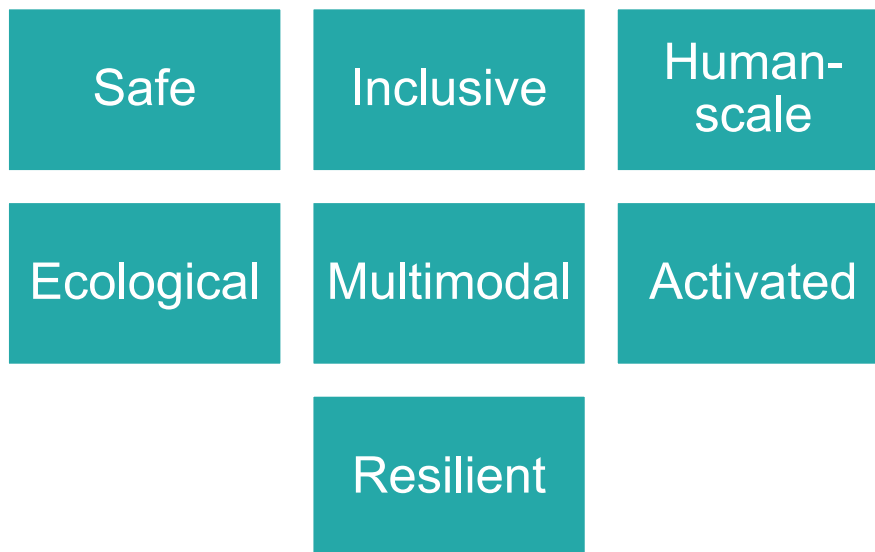 Safe
Inclusive
Human-
scale
Ecological
Multimodal
Activated
Resilient